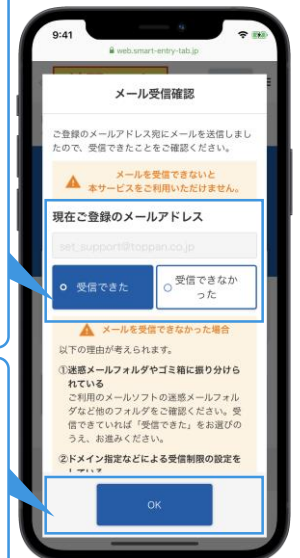 9:41
web.smart-entry-tab.jp
メール受信確認
ご登録のメールアドレス宛にメールを送信しまし
たので、受信できたことをご確認ください。
メールを受信できないと
本サービスをご利用いただけません。
現在ご登録のメールアドレス
set_support@toppan.co.jp
受信できた
受信できなか
った
メールを受信できなかった場合
以下の理由が考えられます。
①迷惑メールフォルダやゴミ箱に振り分けら
れている
ご利用のメールソフトの迷惑メールフォル
ダなど他のフォルダをご確認ください。受
信できていれば「受信できた」をお選びの
うえ、お進みください。
②ドメイン指定などによる受信制限の設定を
している
OK